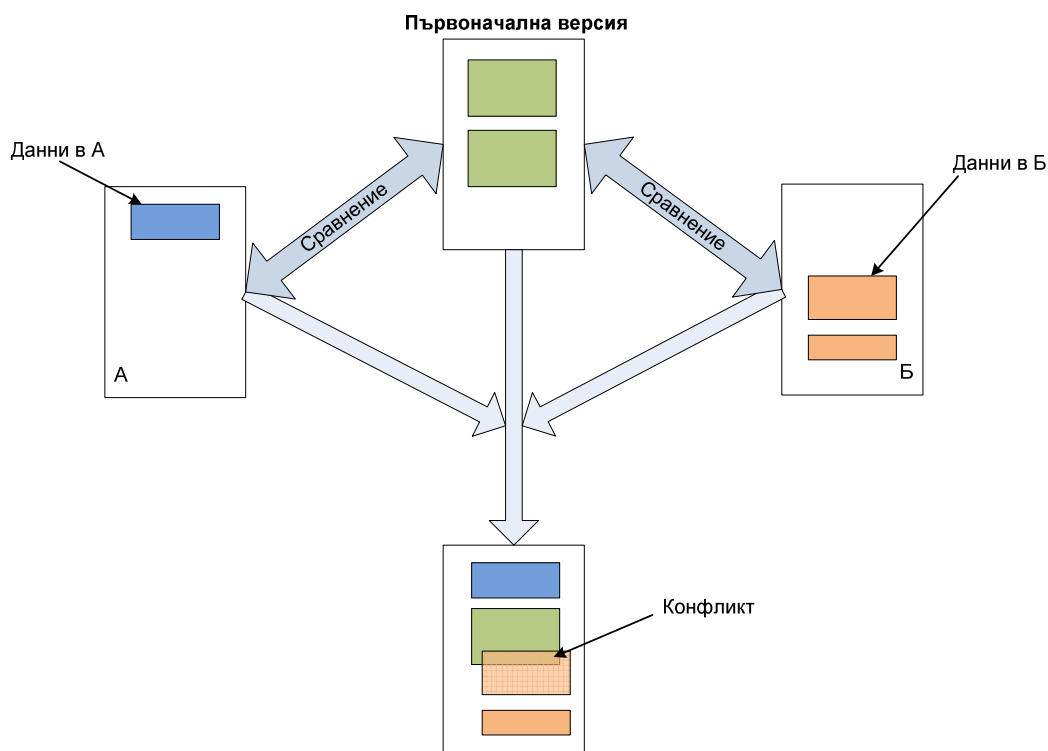 Първоначална версия
Данни в А
Данни в Б
Сравнение
Сравнение
А
Б
Конфликт